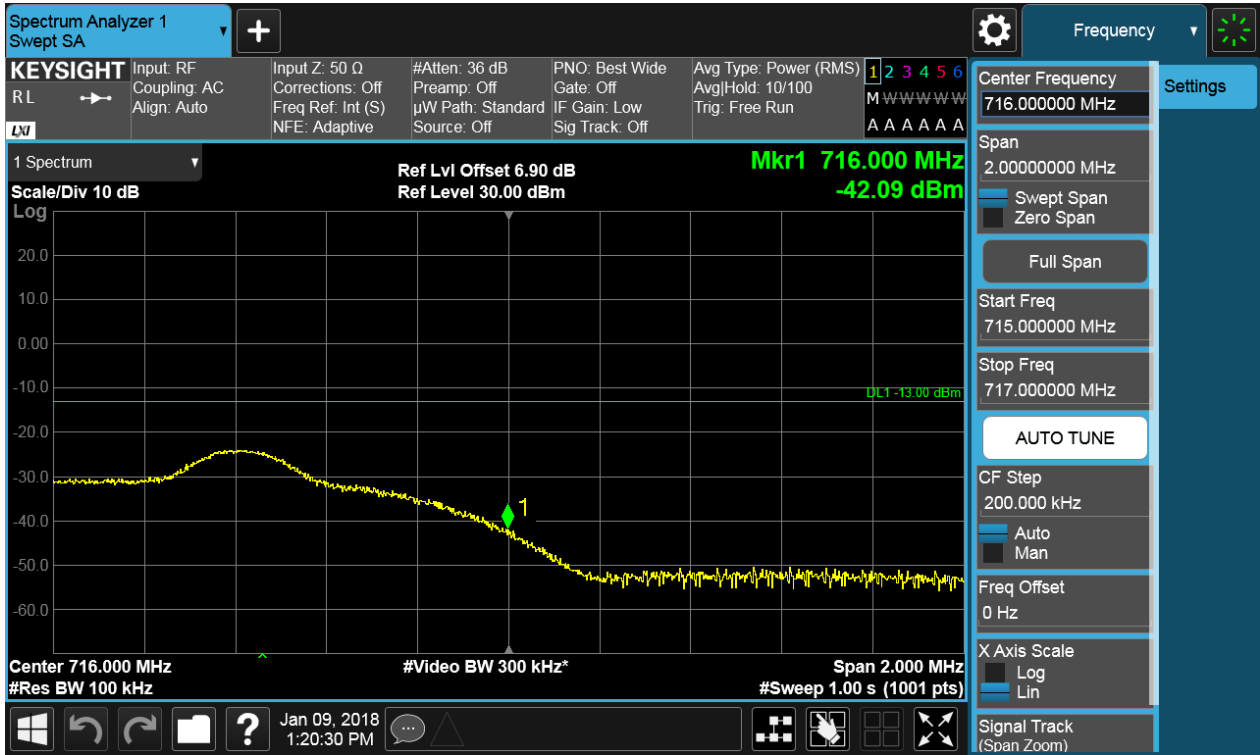 Spectrum Analyzer 1
Swept SA
Frequency
KEYSIGHT
RL
LXI
Input: RF
Coupling: AC
Align: Auto
Input Z: 50 Ω
Corrections: Off
Freq Ref: Int (S)
NFE: Adaptive
#Atten: 36 dB
Preamp: Off
µW Path: Standard
Source: Off
PNO: Best Wide
Gate: Off
IF Gain: Low
Sig Track: Off
Avg Type: Power (RMS)
Avg|Hold: 10/100
Trig: Free Run
1 2 3 4 5 6
M W W W W W
A A A A A A
1 Spectrum
Scale/Div 10 dB
Log
Ref Lvl Offset 6.90 dB
Ref Level 30.00 dBm
Mkr1 716.000 MHz
-42.09 dBm
20.0
10.0
0.00
-10.0
DL1 -13.00 dBm
-20.0
-30.0
1
-40.0
-50.0
-60.0
Center 716.000 MHz
#Video BW 300 kHz*
Span 2.000 MHz
#Res BW 100 kHz
#Sweep 1.00 s (1001 pts)
Center Frequency
716.000000 MHz
Settings
Span
2.00000000 MHz
Swept Span
Zero Span
Full Span
Start Freq
715.000000 MHz
Stop Freq
717.000000 MHz
AUTO TUNE
CF Step
200.000 kHz
Auto
Man
Freq Offset
0 Hz
X Axis Scale
Log
Lin
Signal Track
(Span Zoom)
?
Jan 09, 2018
1:20:30 PM